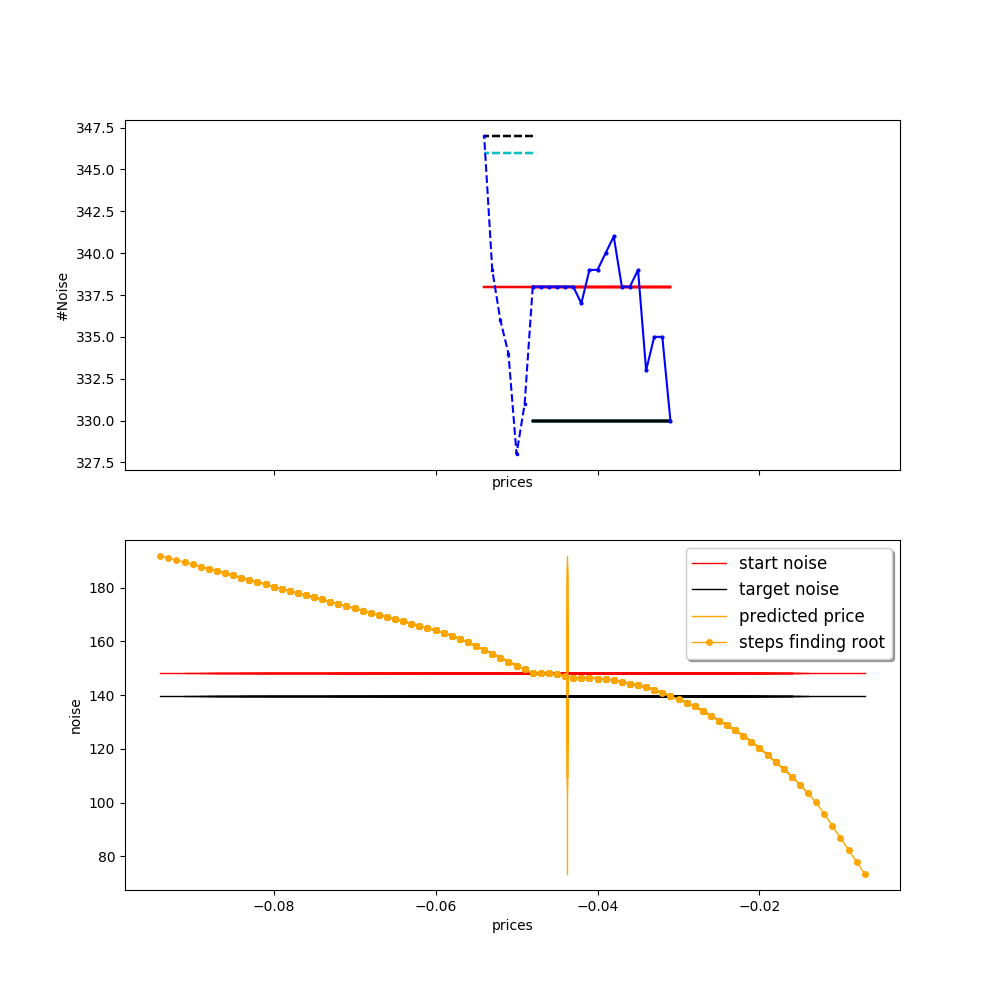 347.5
345.0
342.5
340.0
337.5
335.0
332.5
330.0
327.5
#Noise
prices
180
160
140
120
100
80
noise
start noise
target noise
predicted price
steps finding root
−0.08
−0.06
−0.04
−0.02
prices